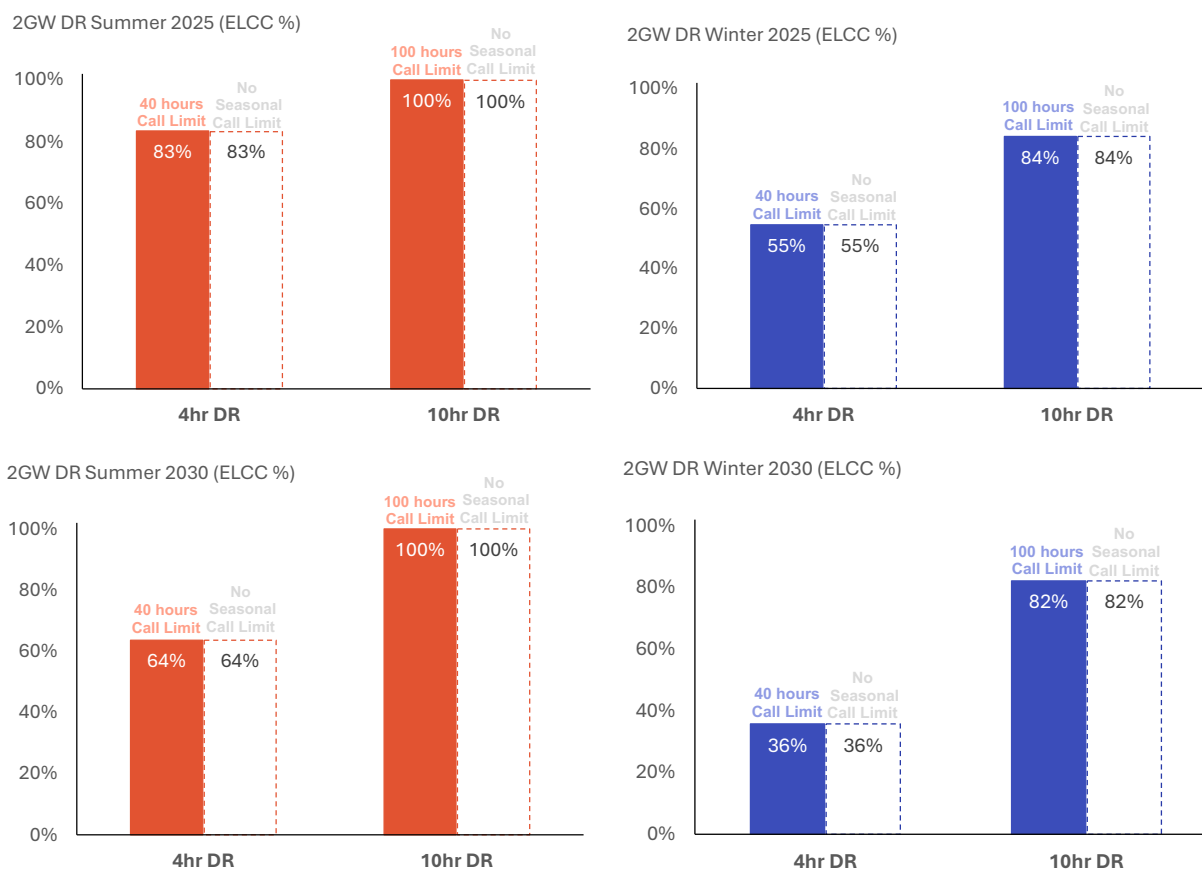 2GW DR Summer 2025 (ELCC %)
100%
80%
60%
40%
20%
0%
40 hours
Call Limit
No
Seasonal
Call Limit
83%
83%
100 hours
Call Limit
No
Seasonal
Call Limit
100%
100%
4hr DR
10hr DR
2GW DR Winter 2025 (ELCC %)
100%
80%
60%
40%
20%
0%
40 hours
Call Limit
No
Seasonal
Call Limit
55%
55%
100 hours
Call Limit
No
Seasonal
Call Limit
84%
84%
4hr DR
10hr DR
2GW DR Summer 2030 (ELCC %)
100%
80%
60%
40%
20%
0%
40 hours
Call Limit
No
Seasonal
Call Limit
64%
64%
100 hours
Call Limit
No
Seasonal
Call Limit
100%
100%
4hr DR
10hr DR
2GW DR Winter 2030 (ELCC %)
100%
80%
60%
40%
20%
0%
40 hours
Call Limit
No
Seasonal
Call Limit
36%
36%
100 hours
Call Limit
No
Seasonal
Call Limit
82%
82%
4hr DR
10hr DR